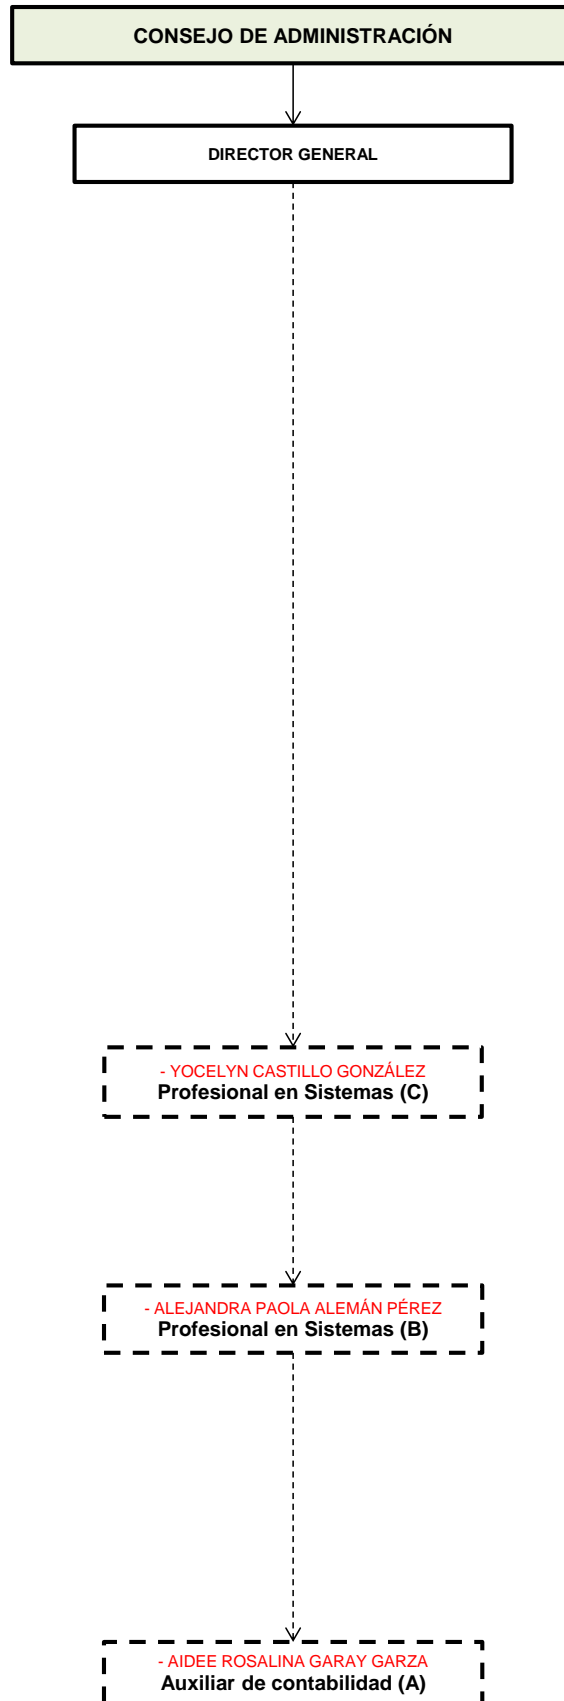 CONSEJO DE ADMINISTRACIÓN
DIRECTOR GENERAL
- YOCELYN CASTILLO GONZÁLEZ
Profesional en Sistemas (C)
- ALEJANDRA PAOLA ALEMÁN PÉREZ
Profesional en Sistemas (B)
- AIDEE ROSALINA GARAY GARZA
Auxiliar de contabilidad (A)